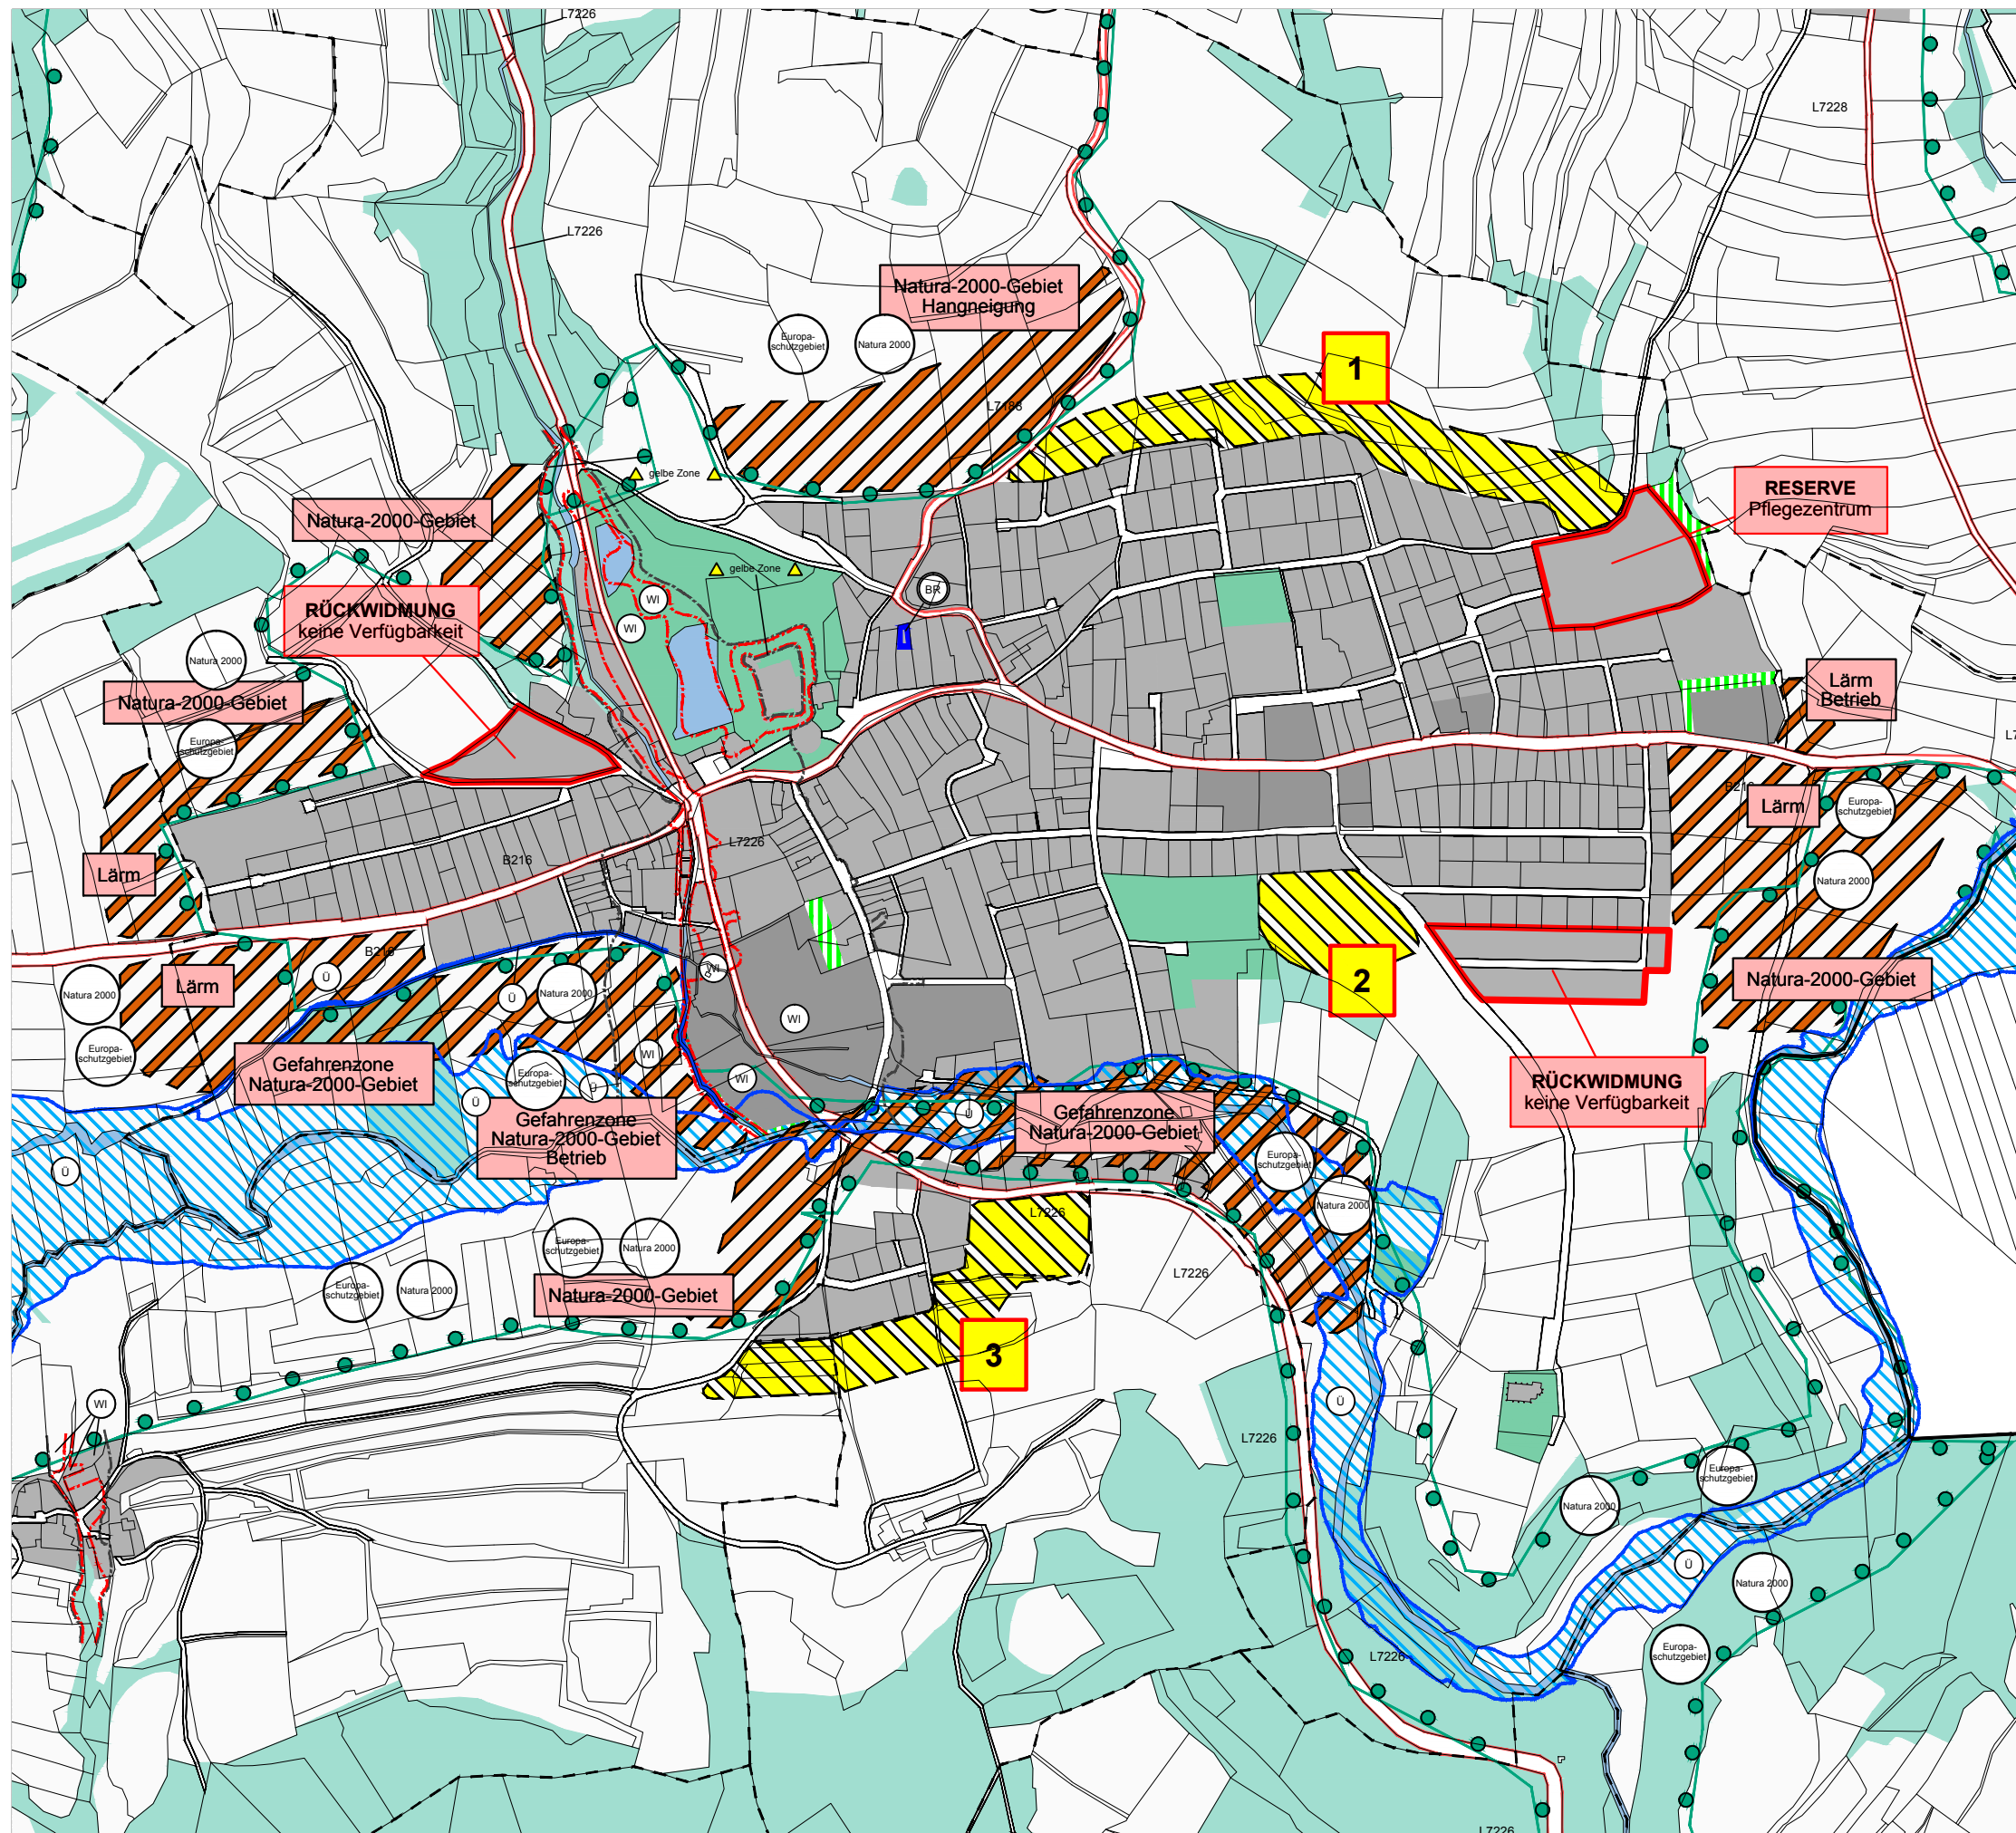 L7226
L7228
L7226
Natura-2000-Gebiet
Hangneigung
Europa-
schutzgebiet
Natura 2000
1
L7188
gelbe Zone
RESERVE
Pflegezentrum
Natura-2000-Gebiet
gelbe Zone
BR
WI
WI
RÜCKWIDMUNG
keine Verfügbarkeit
Natura 2000
Natura-2000-Gebiet
Europa-
schutzgebiet
Lärm
Betrieb
Lärm
Europa-
schutzgebiet
L7226
B216
Lärm
Natura 2000
B216
2
Natura-2000-Gebiet
Lärm
Natura 2000
Ü
Ü
Natura 2000
WI
WI
Europa-
schutzgebiet
Gefahrenzone
Natura-2000-Gebiet
Europa-
schutzgebiet
Ü
Ü
WI
WI
RÜCKWIDMUNG
keine Verfügbarkeit
Gefahrenzone
Natura-2000-Gebiet
Betrieb
Ü
Gefahrenzone
Natura-2000-Gebiet
Europa-
schutzgebiet
Ü
Natura 2000
L7226
Europa-
schutzgebiet
Natura 2000
L7226
Europa-
schutzgebiet
Natura 2000
Natura-2000-Gebiet
3
WI
Ü
L7226
Europa-
schutzgebiet
Natura 2000
Ü
Natura 2000
Europa-
schutzgebiet
L7226
L7226